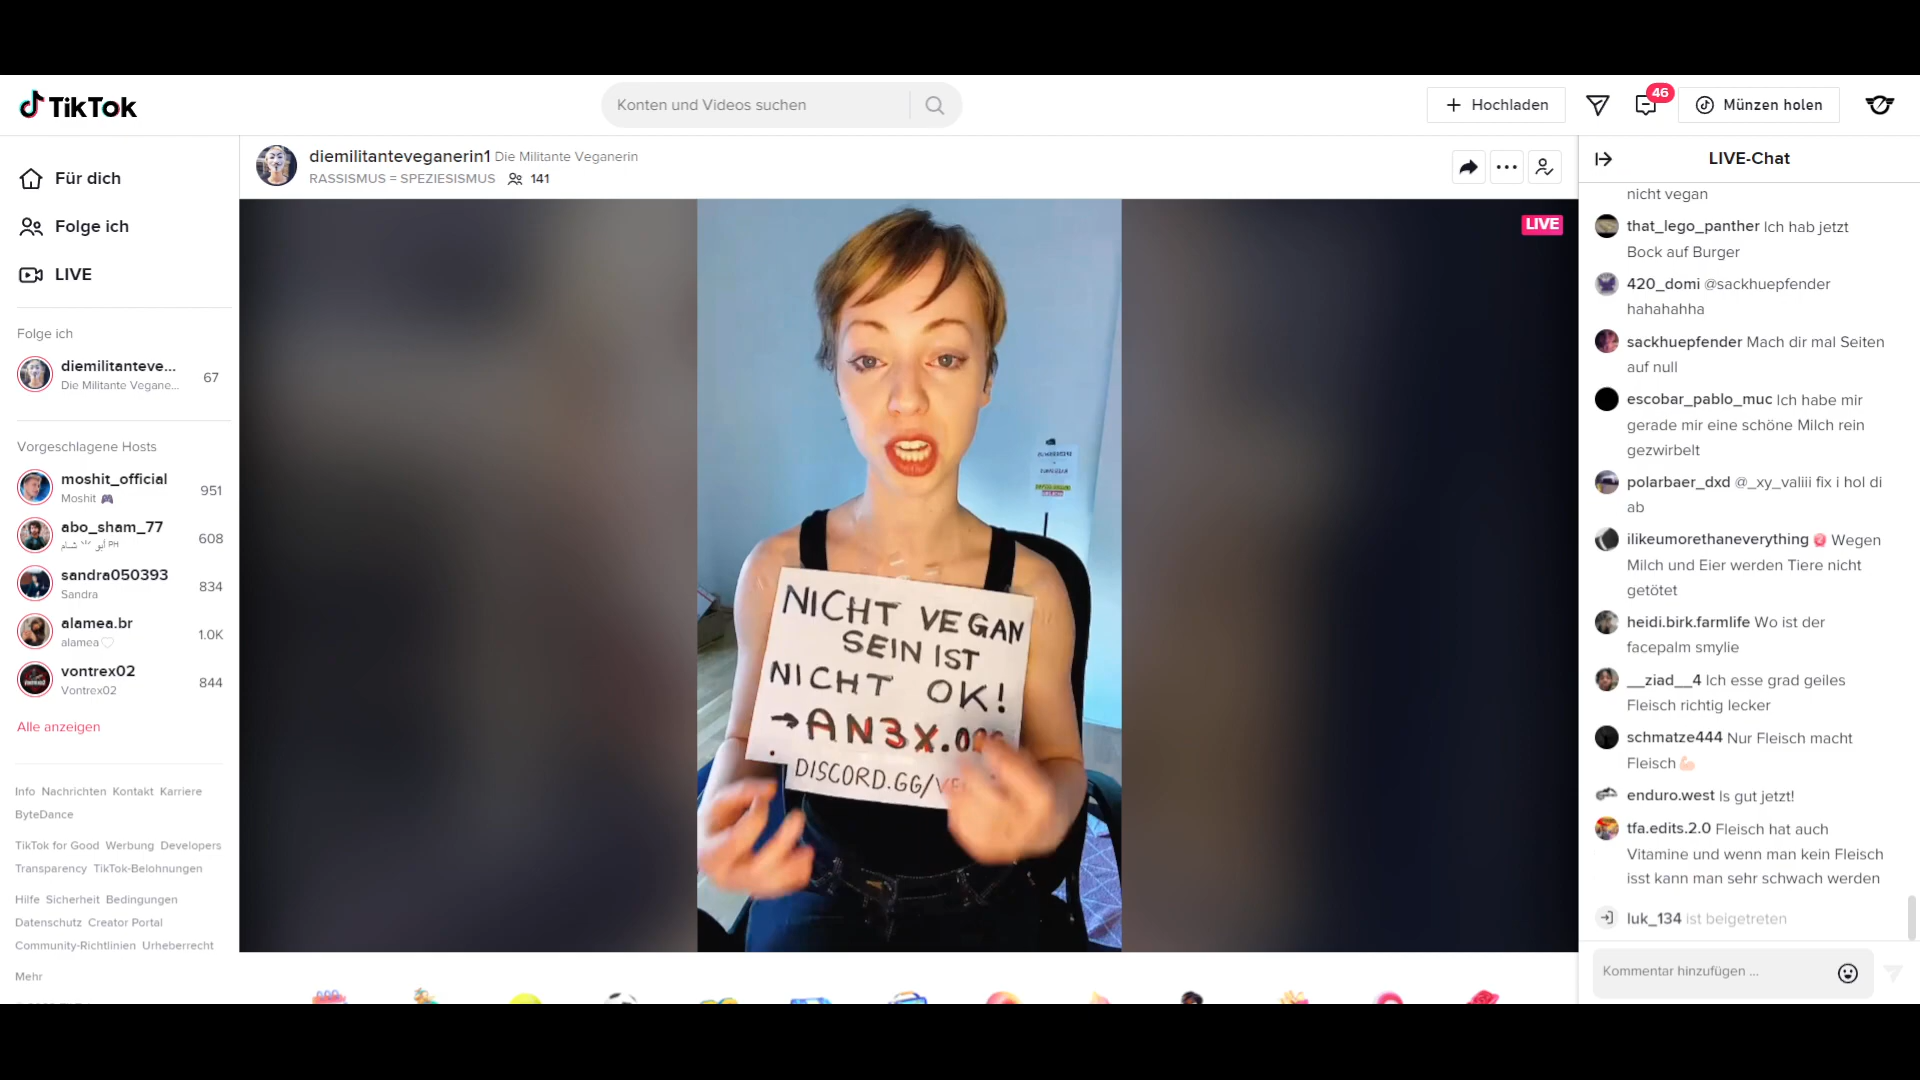 TikTok
Konten und Videos suchen
Hochladen
46
Münzen holen
Für dich
Folge ich
LIVE
Folge ich
diemilitanteve...
Die Militante Vegane...
67
Vorgeschlagene Hosts
moshit_official
Moshit
951
abo_sham_77
608
sandra050393
Sandra
834
alamea.br
alamea
1.0K
vontrex02
Vontrex02
844
Alle anzeigen
Info Nachrichten Kontakt Karriere
ByteDance
TikTok for Good Werbung Developers
Transparency TikTok-Belohnungen
Hilfe Sicherheit Bedingungen
Datenschutz Creator Portal
Community-Richtlinien Urheberrecht
Mehr
diemilitanteveganerin1 Die Militante Veganerin
RASSISMUS = SPEZIESISMUS 141
LIVE
NICHT VEGAN
SEIN IST
NICHT OK!
→AN3X.
DISCORD.GG/
LIVE-Chat
nicht vegan
that_lego_panther Ich hab jetzt
Bock auf Burger
420_domi @sackhuepfender
hahahahha
sackhuepfender Mach dir mal Seiten
auf null
escobar_pablo_muc Ich habe mir
gerade mir eine schöne Milch rein
gezwirbelt
polarbaer_dxd @_xy_valiii fix i hol di
ab
ilikeumorethaneverything Wegen
Milch und Eier werden Tiere nicht
getötet
heidi.birk.farmlife Wo ist der
facepalm smylie
__ziad__4 Ich esse grad geiles
Fleisch richtig lecker
schmatze444 Nur Fleisch macht
Fleisch💪🏻
enduro.west Is gut jetzt!
tfa.edits.2.0 Fleisch hat auch
Vitamine und wenn man kein Fleisch
isst kann man sehr schwach werden
luk_134 ist beigetreten
Kommentar hinzufügen ...